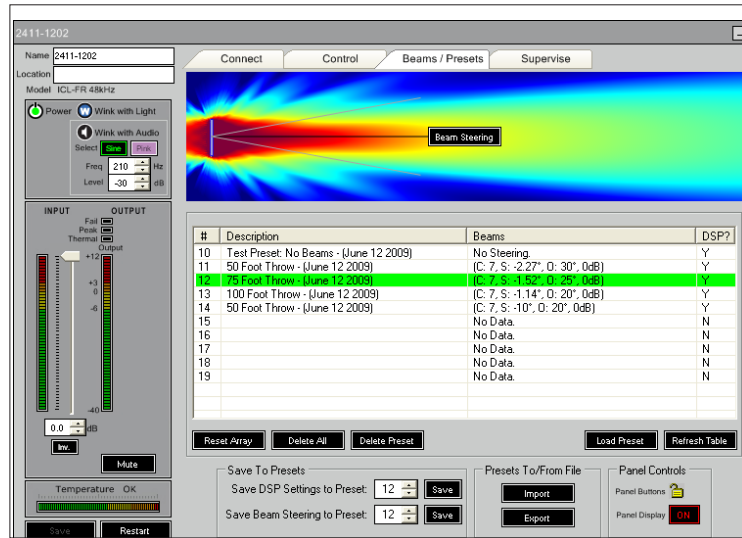 2411-1202
Name 2411-1202
Location
Model ICL-FR 48kHz
Connect Control Beams / Presets Supervise
Power W Wink with Light
Wink with Audio
Select Sine Pink
Freq 210 Hz
Level -30 dB
Beam Steering
INPUT OUTPUT
Fail
Peak
Thermal
Output
+12
+3
0
-6
-40
0.0 dB
Inv.
Mute
Temperature OK
Save Restart
# Description Beams DSP?
10 Test Preset: No Beams - (June 12 2009) No Steering. Y
11 50 Foot Throw - (June 12 2009) (C: 7, S: -2.27°, O: 30°, 0dB) Y
12 75 Foot Throw - (June 12 2009) (C: 7, S: -1.52°, O: 25°, 0dB) Y
13 100 Foot Throw - (June 12 2009) (C: 7, S: -1.14°, O: 20°, 0dB) Y
14 50 Foot Throw - (June 12 2009) (C: 7, S: -10°, O: 20°, 0dB) Y
15 No Data. N
16 No Data. N
17 No Data. N
18 No Data. N
19 No Data. N
Reset Array Delete All Delete Preset Load Preset Refresh Table
Save To Presets
Save DSP Settings to Preset: 12 Save
Save Beam Steering to Preset: 12 Save
Presets To/From File
Import
Export
Panel Controls
Panel Buttons
Panel Display ON